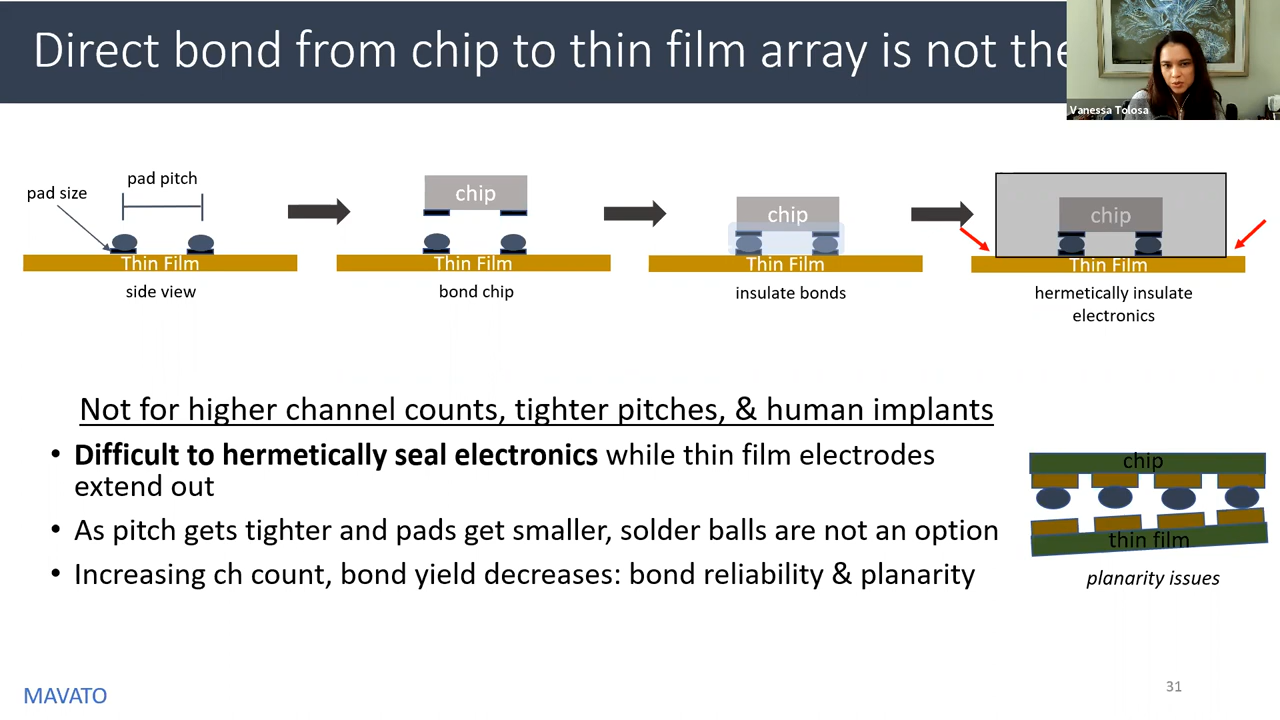 Direct bond from chip to thin film array is not the
Vanessa Tolosa
pad size
pad pitch
Thin Film
side view
chip
Thin Film
bond chip
chip
Thin Film
insulate bonds
chip
Thin Film
hermetically insulate
electronics
Not for higher channel counts, tighter pitches, & human implants
• Difficult to hermetically seal electronics while thin film electrodes
extend out
• As pitch gets tighter and pads get smaller, solder balls are not an option
• Increasing ch count, bond yield decreases: bond reliability & planarity
chip
thin film
planarity issues
MAVATO
31